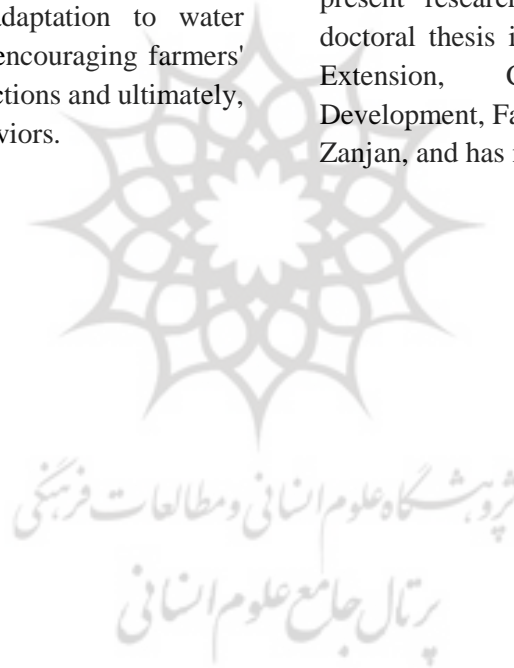 daptation to water
encouraging farmers'
ctions and ultimately,
viors.
present research
doctoral thesis i
Extension, C
Development, Fa
Zanjan, and has
پژوهشگاه علوم انسانی و مطالعات فرهنگی
پرتال جامع علوم انسانی